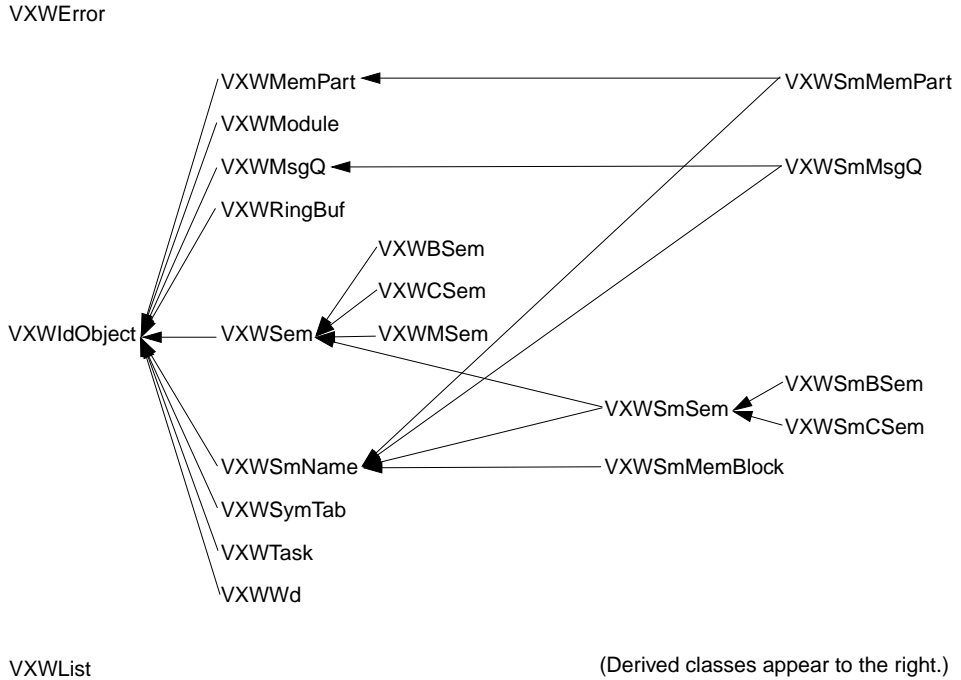 VXWError
VXWMemPart
VXWSmMemPart
VXWModule
VXWMsgQ
VXWSmMsgQ
VXWRingBuf
VXWBSem
VXWCSem
VXWIdObject
VXWSem
VXWMSem
VXWSmBSem
VXWSmSem
VXWSmCSem
VXWSmName
VXWSmMemBlock
VXWSymTab
VXWTask
VXWWd
VXWList
(Derived classes appear to the right.)